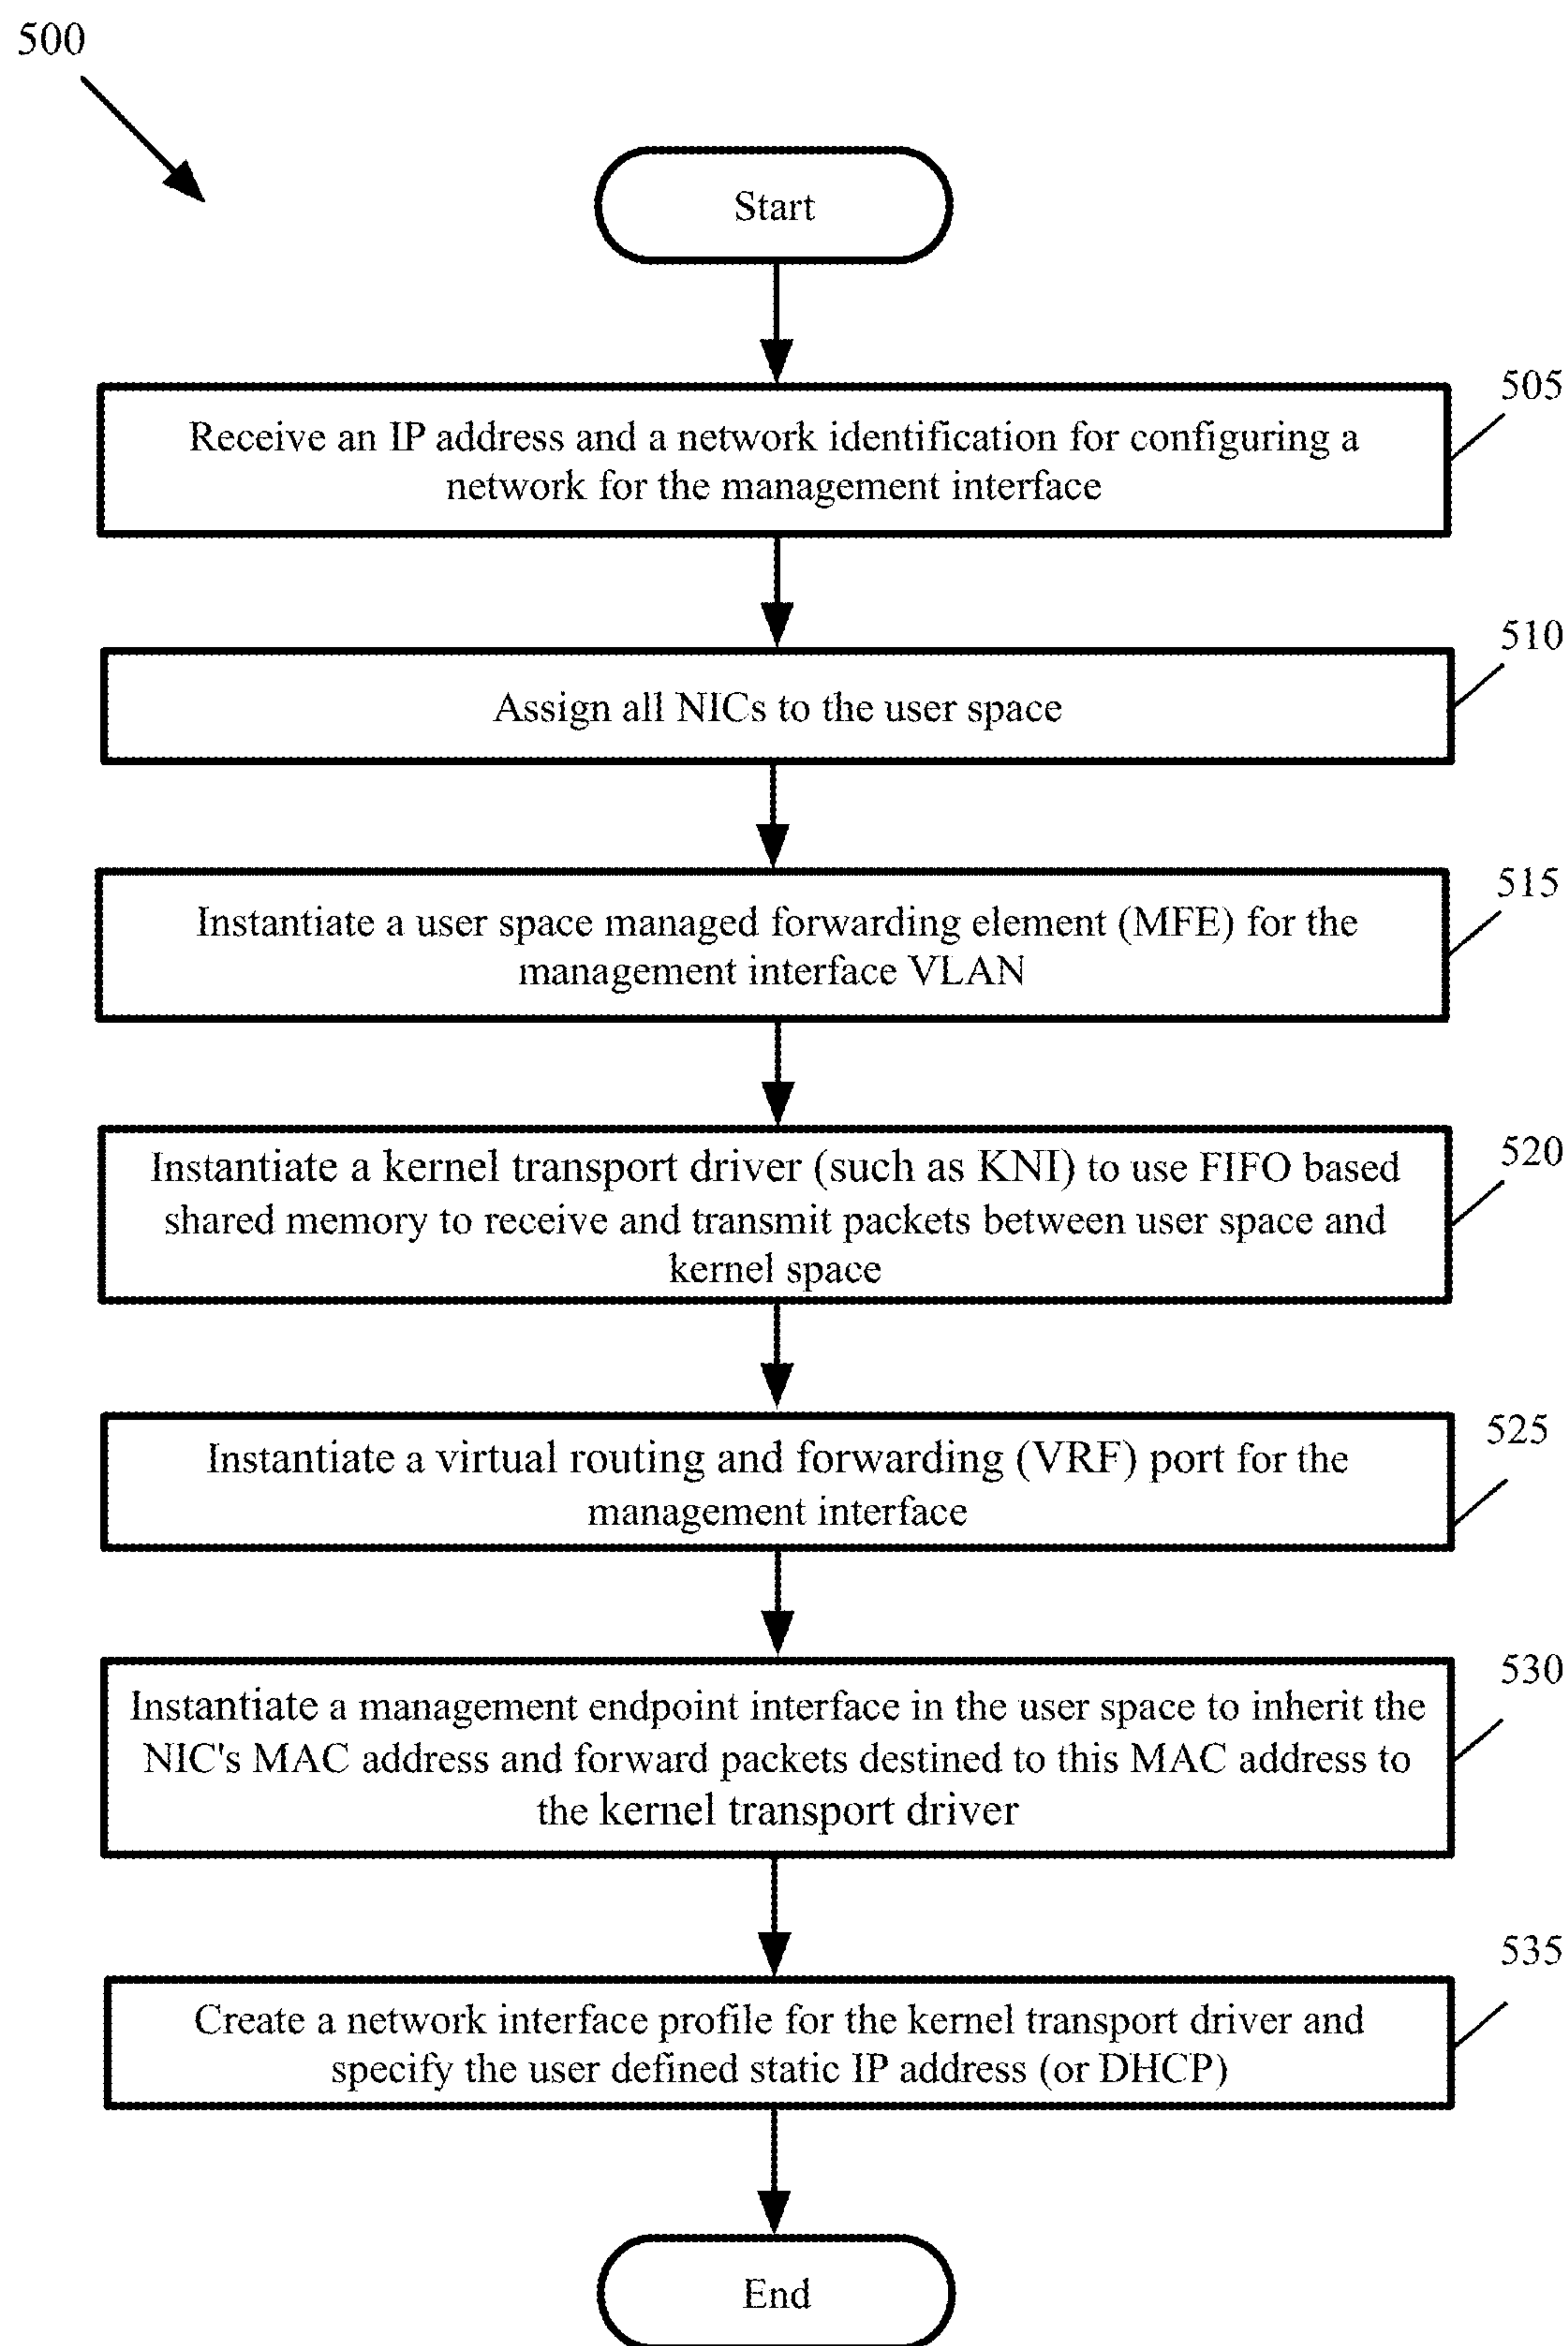 500
Start
505
Receive an IP address and a network identification for configuring a
network for the management interface
510
Assign all NICs to the user space
515
Instantiate a user space managed forwarding element (MFE) for the
management interface VLAN
520
Instantiate a kernel transport driver (such as KNI) to use FIFO based
shared memory to receive and transmit packets between user space and
kernel space
525
Instantiate a virtual routing and forwarding (VRF) port for the
management interface
530
Instantiate a management endpoint interface in the user space to inherit the
NIC's MAC address and forward packets destined to this MAC address to
the kernel transport driver
535
Create a network interface profile for the kernel transport driver and
specify the user defined static IP address (or DHCP)
End